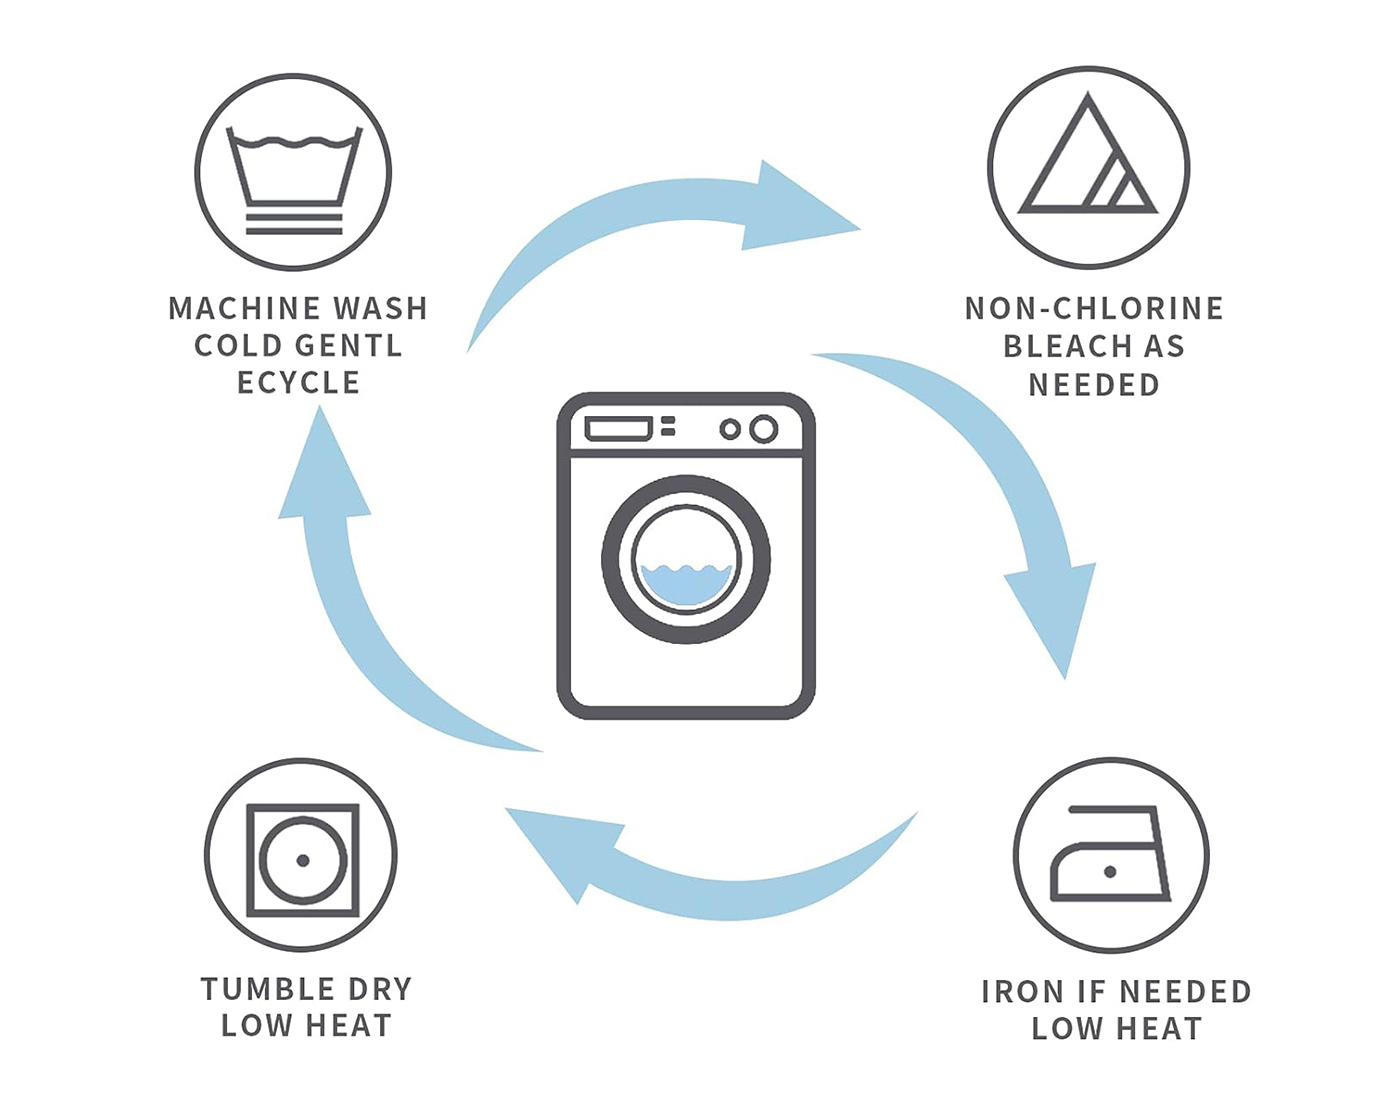 MACHINE WASH
COLD GENTL
ECYCLE
NON-CHLORINE
BLEACH AS
NEEDED
TUMBLE DRY
LOW HEAT
IRON IF NEEDED
LOW HEAT